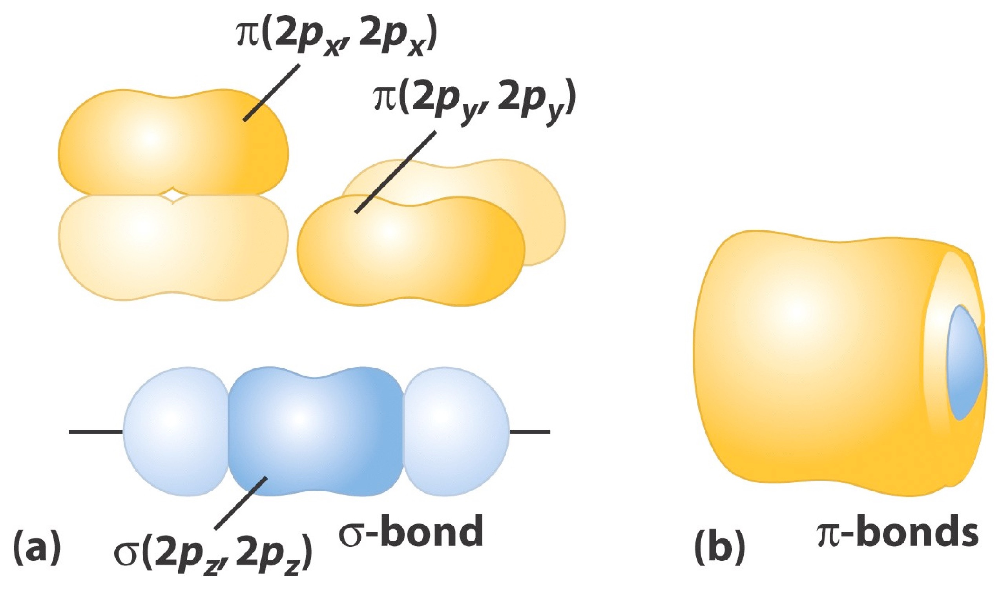 π(2px, 2px)
π(2py, 2py)
σ-bond
(a) σ(2pz, 2pz)
(b) π-bonds